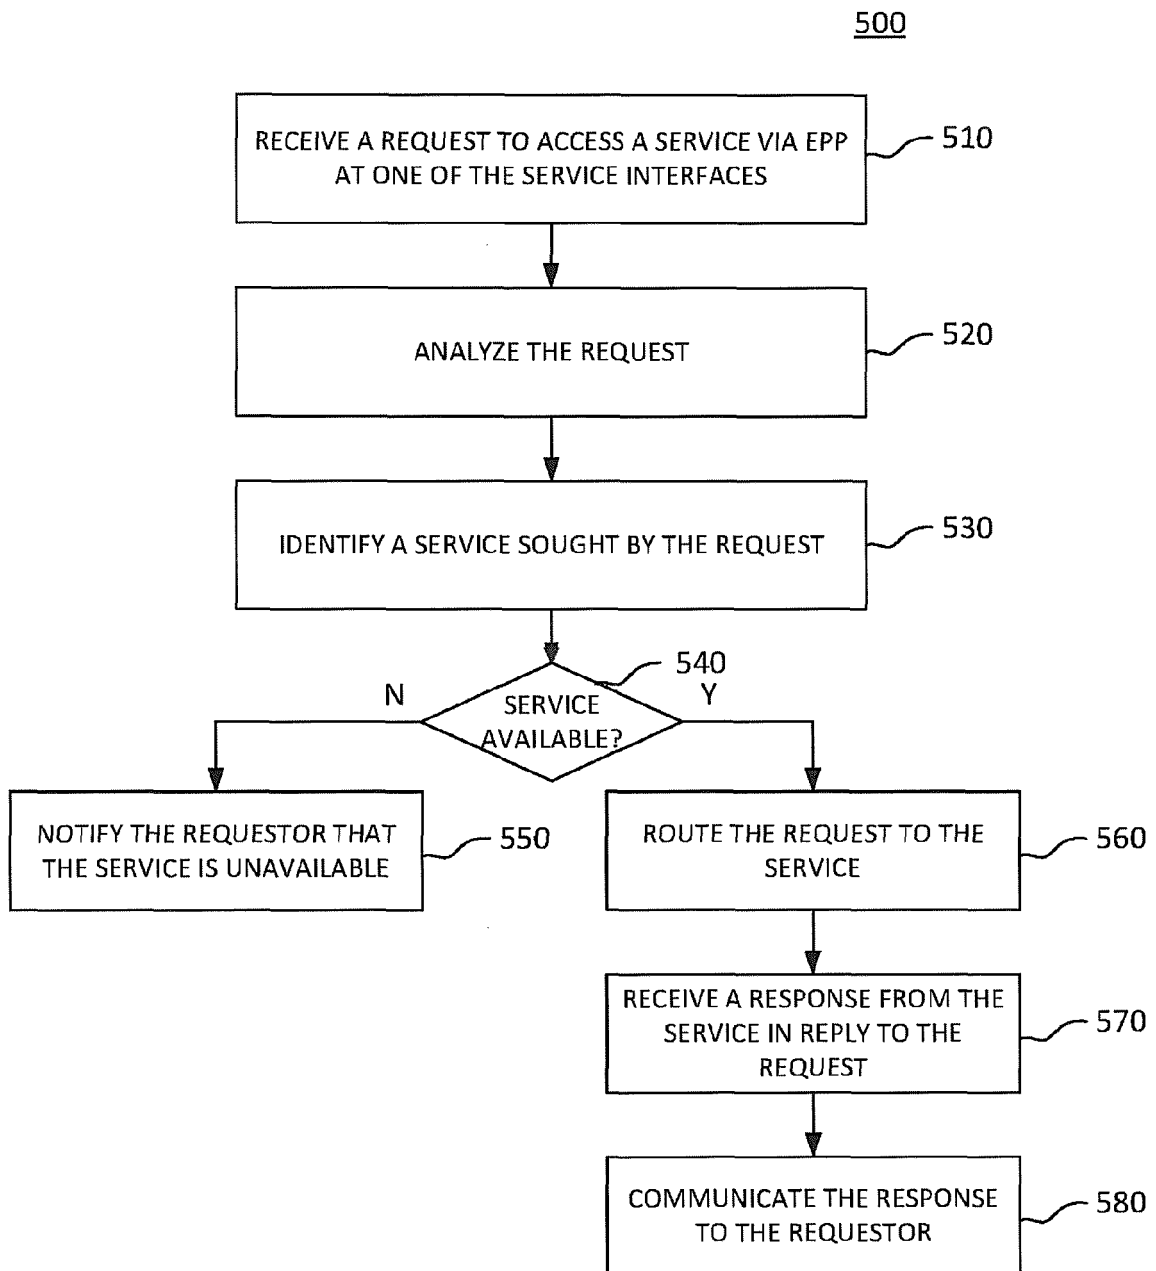 500
RECEIVE A REQUEST TO ACCESS A SERVICE VIA EPP
AT ONE OF THE SERVICE INTERFACES
510
ANALYZE THE REQUEST
520
IDENTIFY A SERVICE SOUGHT BY THE REQUEST
530
540
N
Y
SERVICE
AVAILABLE?
NOTIFY THE REQUESTOR THAT
THE SERVICE IS UNAVAILABLE
550
ROUTE THE REQUEST TO THE
SERVICE
560
RECEIVE A RESPONSE FROM THE
SERVICE IN REPLY TO THE
REQUEST
570
COMMUNICATE THE RESPONSE
TO THE REQUESTOR
580